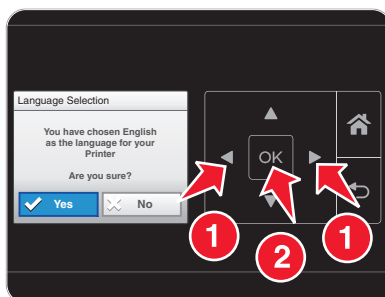 Language Selection
You have chosen English
as the language for your
Printer
Are you sure?
Yes
No
OK
1
2
1